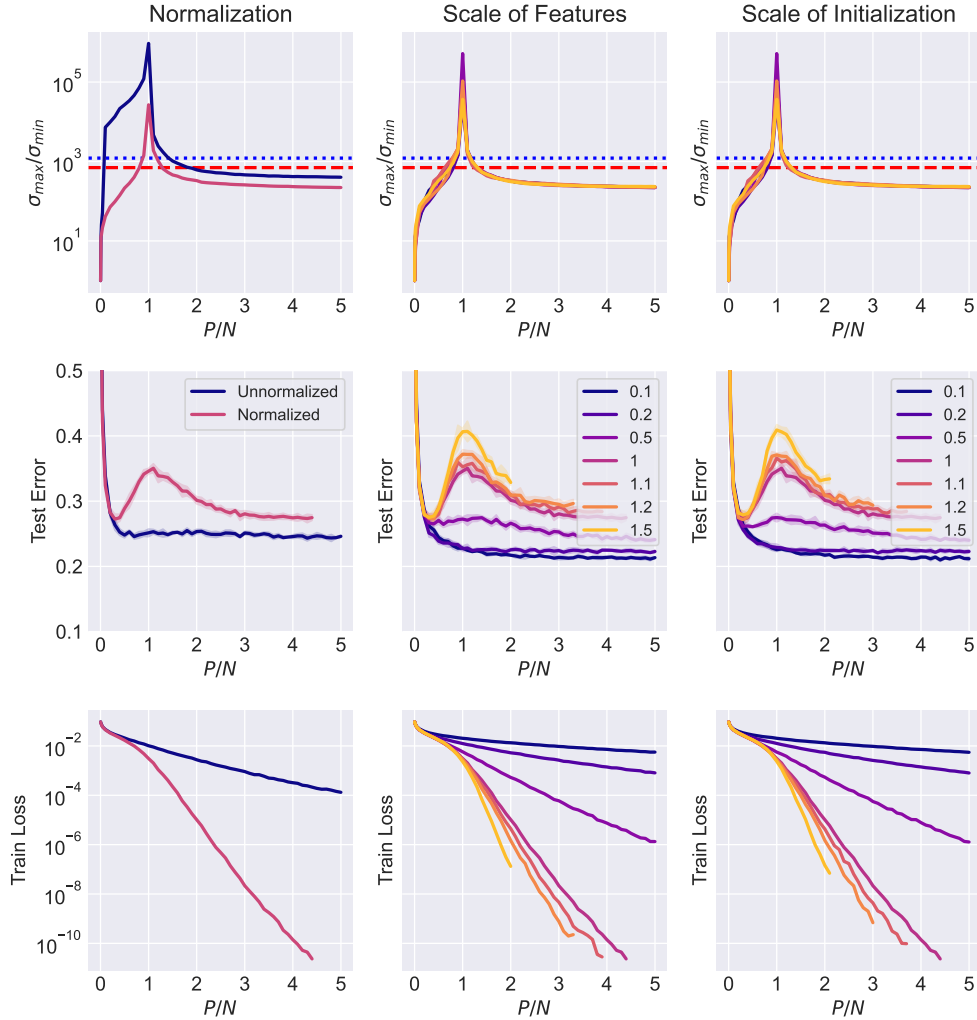 Normalization
Scale of Features
Scale of Initialization
σmax/σmin
10⁵
10³
10¹
0 1 2 3 4 5
P/N
σmax/σmin
0 1 2 3 4 5
P/N
σmax/σmin
0 1 2 3 4 5
P/N
Test Error
0.5
0.4
0.3
0.2
0.1
Unnormalized
Normalized
0 1 2 3 4 5
P/N
Test Error
0.1
0.2
0.5
1
1.1
1.2
1.5
0 1 2 3 4 5
P/N
Test Error
0.1
0.2
0.5
1
1.1
1.2
1.5
0 1 2 3 4 5
P/N
Train Loss
10⁻²
10⁻⁴
10⁻⁶
10⁻⁸
10⁻¹⁰
0 1 2 3 4 5
P/N
Train Loss
0 1 2 3 4 5
P/N
Train Loss
0 1 2 3 4 5
P/N